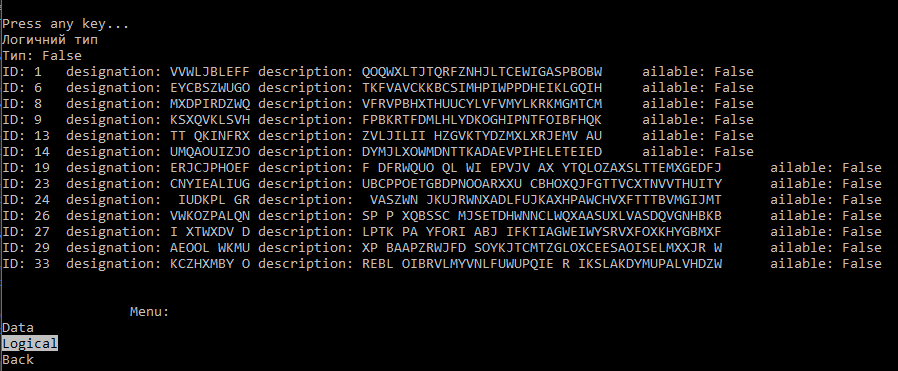 Press any key...
Логичний тип
Тип: False
ID: 1 designation: VVWLJBLEFF description: QOQWXLTJTQRFZNHJLTCEWIGASPBOBW ailable: False
ID: 6 designation: EYCBSZWUGO description: TKFVAVCKKBCSIMHPIWPPDHEIKLGQIH ailable: False
ID: 8 designation: MXDPIRDZWQ description: VFRVPBHXTHUUCYLVFVMYLKRKMGMTCM ailable: False
ID: 9 designation: KSXQVKLSVH description: FPBKRTFDMLHLYDKOGHIPNTFOIBFHQK ailable: False
ID: 13 designation: TT QKINFRX description: ZVLJILII HZGVKTYDZMXLXRJEMV AU ailable: False
ID: 14 designation: UMQAOUIZJO description: DYMJLXOWMDNTTKADAEVPIHELETEIED ailable: False
ID: 19 designation: ERJCJPHOEF description: F DFRWQUO QL WI EPVJV AX YTQLOZAXSLTTEMXGEDFJ ailable: False
ID: 23 designation: CNYIEALIUG description: UBCPPOETGBDPNOOARXXU CBHOXQJFGTTVCXTNVVTHUITY ailable: False
ID: 24 designation: IUDKPL GR description: VASZWN JKUJRWNXADLFUJKAXHPAWCHVXFTTTBVMGIJMT ailable: False
ID: 26 designation: VWKOZPALQN description: SP P XQBSSC MJSETDHWNNCLWQXAASUXLVASDQVGNHBKB ailable: False
ID: 27 designation: I XTWXDV D description: LPTK PA YFORI ABJ IFKTIAGWEIWYSRVXFOXKHYGBMXF ailable: False
ID: 29 designation: AEOOL WKMU description: XP BAAPZRWJFD SOYKJTCMTZGLOXCEESAOISELMXXJR W ailable: False
ID: 33 designation: KCZHXMBY O description: REBL OIBRVLMYVNLFUWUPQIE R IKSLAKDYMUPALVHDZW ailable: False
Menu:
Data
Logical
Back